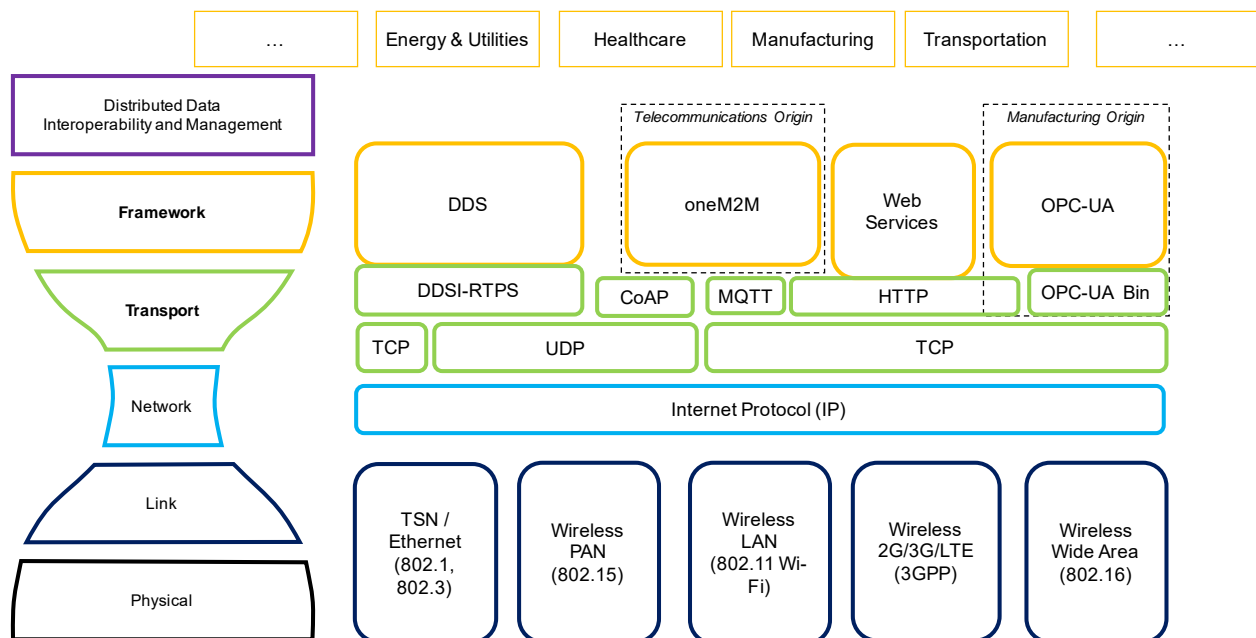 …
Energy & Utilities
Healthcare
Manufacturing
Transportation
…
Distributed Data
Interoperability and Management
Telecommunications Origin
Manufacturing Origin
Framework
DDS
oneM2M
Web
Services
OPC-UA
Transport
DDSI-RTPS
CoAP
MQTT
HTTP
OPC-UA Bin
TCP
UDP
TCP
Network
Internet Protocol (IP)
Link
TSN /
Ethernet
(802.1,
802.3)
Wireless
PAN
(802.15)
Wireless
LAN
(802.11 Wi-
Fi)
Wireless
2G/3G/LTE
(3GPP)
Wireless
Wide Area
(802.16)
Physical